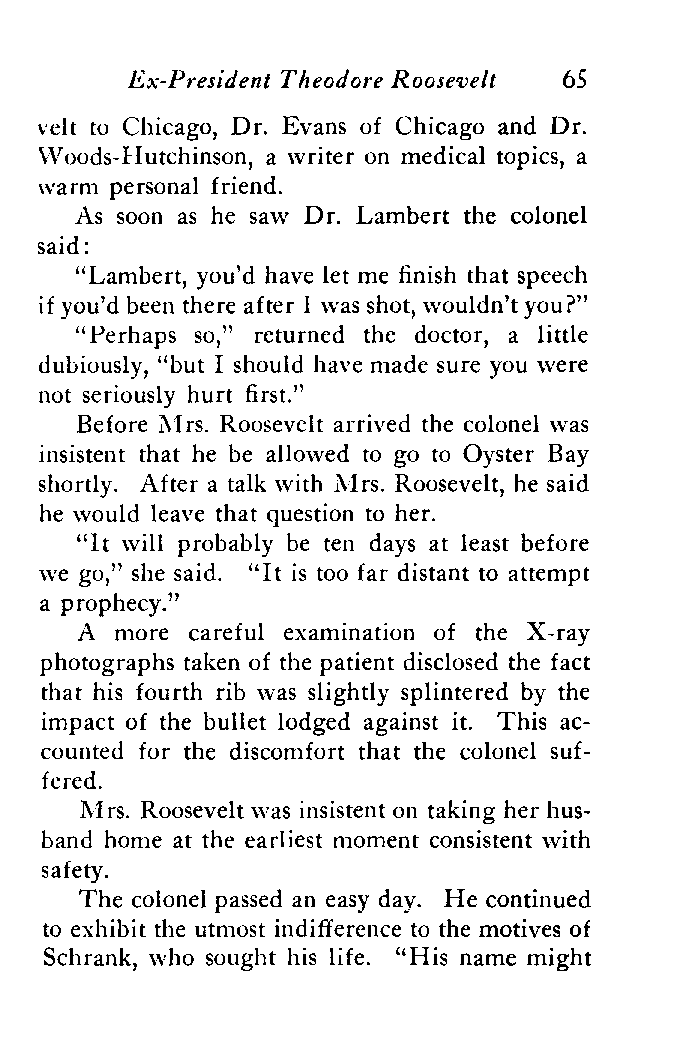 Ex-President Theodore Roosevelt 65
velt to Chicago, Dr. Evans of Chicago and Dr.
Woods-Hutchinson, a writer on medical topics, a
warm personal friend.
As soon as he saw Dr. Lambert the colonel
said:
"Lambert, you'd have let me finish that speech
if you'd been there after I was shot, wouldn't you?"
"Perhaps so," returned the doctor, a little
dubiously, "but I should have made sure you were
not seriously hurt first."
Before Mrs. Roosevelt arrived the colonel was
insistent that he be allowed to go to Oyster Bay
shortly. After a talk with Mrs. Roosevelt, he said
he would leave that question to her.
"It will probably be ten days at least before
we go," she said. "It is too far distant to attempt
a prophecy."
A more careful examination of the X-ray
photographs taken of the patient disclosed the fact
that his fourth rib was slightly splintered by the
impact of the bullet lodged against it. This ac-
counted for the discomfort that the colonel suf-
fered.
Mrs. Roosevelt was insistent on taking her hus-
band home at the earliest moment consistent with
safety.
The colonel passed an easy day. He continued
to exhibit the utmost indifference to the motives of
Schrank, who sought his life. "His name might